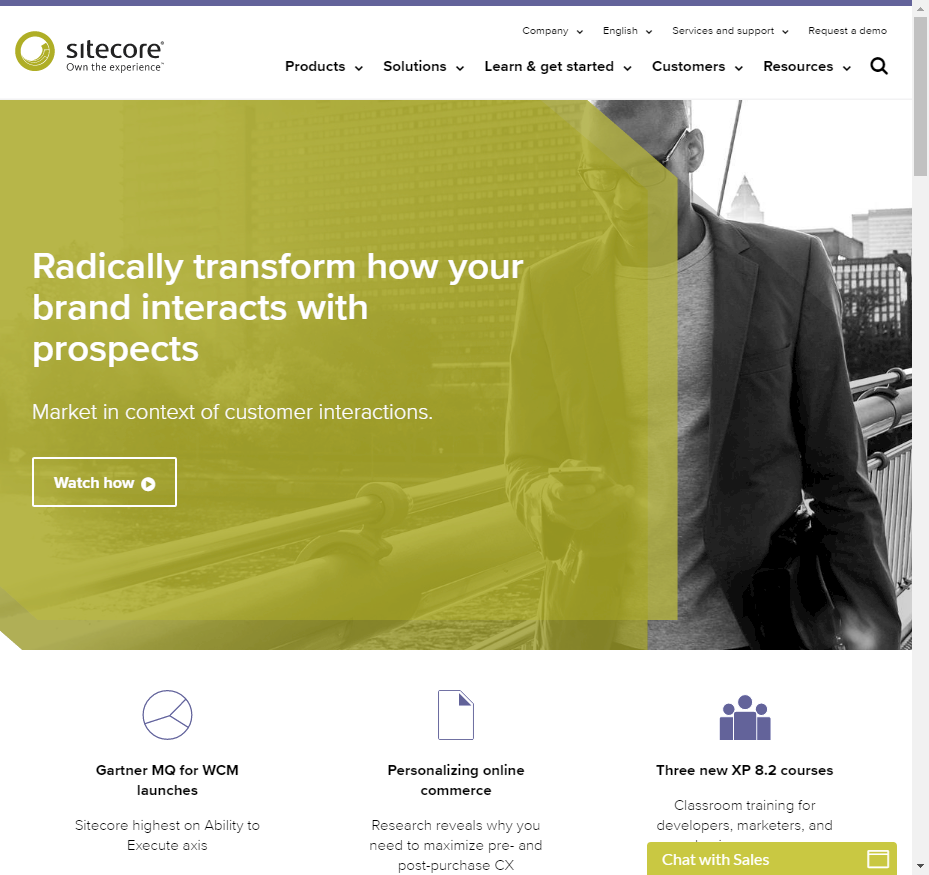 Company English Services and support Request a demo
sitecore®
Own the experience™
Products Solutions Learn & get started Customers Resources
Radically transform how your
brand interacts with
prospects
Market in context of customer interactions.
Watch how
Gartner MQ for WCM
launches
Sitecore highest on Ability to
Execute axis
Personalizing online
commerce
Research reveals why you
need to maximize pre- and
post-purchase CX
Three new XP 8.2 courses
Classroom training for
developers, marketers, and
Chat with Sales